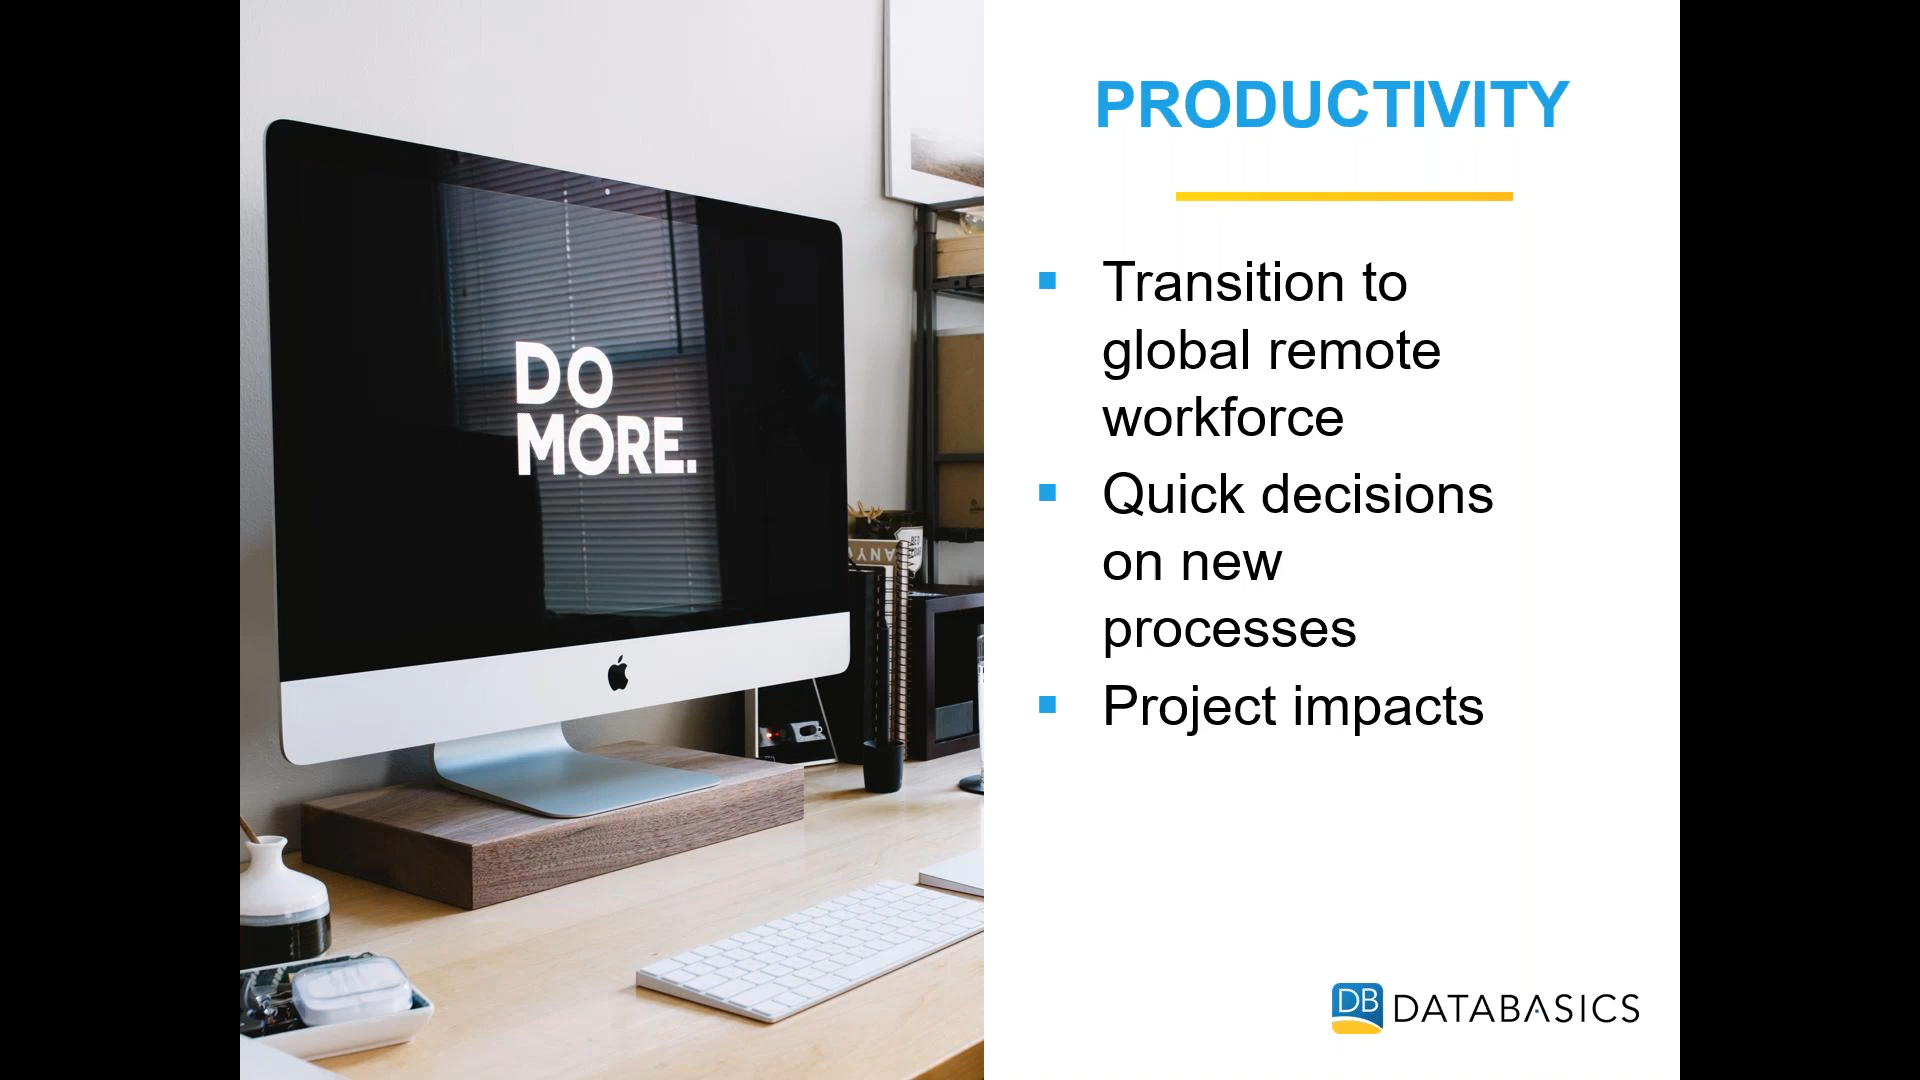 DO
MORE.
PRODUCTIVITY
Transition to
global remote
workforce
Quick decisions
on new
processes
Project impacts
DB DATABASICS